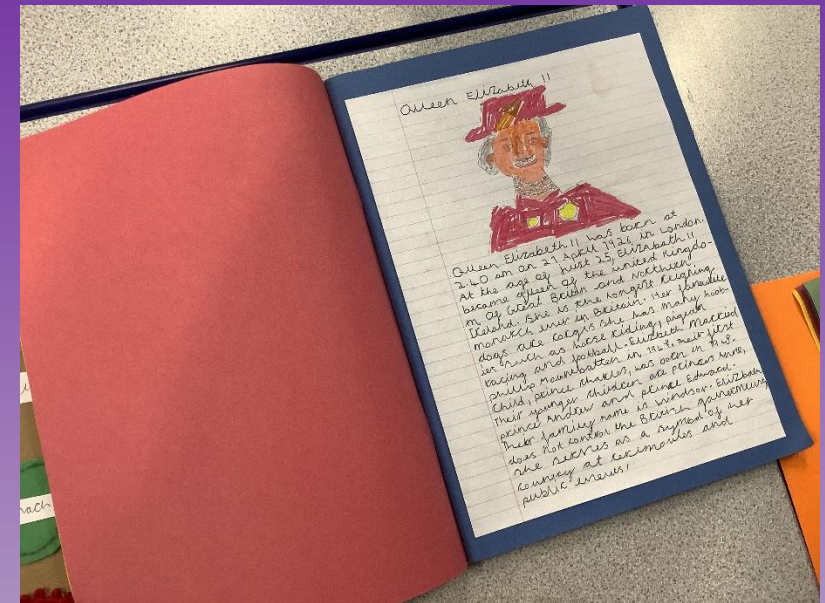 Queen Elizabeth II
Queen Elizabeth II was born at
2.40 am on 21 April 1926 in London.
At the age of just 25, Elizabeth II
became queen of the united Kingdo-
m of Great Britain and Northern
Ireland. She is the longest Reighing
monarch ever in Britain. Her favourite
dogs are corgis she has many hobb-
ies such as horse riding, pigeon
racing and football. Elizabeth Married
philip Mountbatten in 1947. Their first
child, prince Charles, was born in 1948.
Their younger children are princess Anne,
prince Andrew and prince Edward.
Their family name is windsor. Elizabeth
does not control the British government
she serves as a symbol of her
country at ceremonies and
public events!
nach